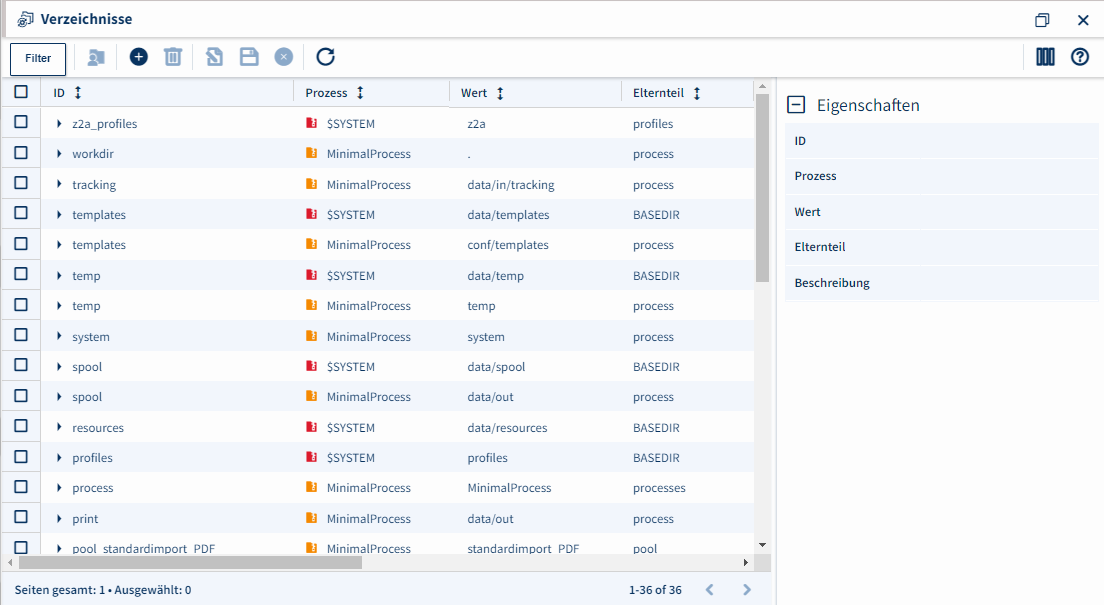 Verzeichnisse
Filter
ID Prozess Wert Elternteil
z2a_profiles $SYSTEM z2a profiles
workdir MinimalProcess . process
tracking MinimalProcess data/in/tracking process
templates $SYSTEM data/templates BASEDIR
templates MinimalProcess conf/templates process
temp $SYSTEM data/temp BASEDIR
temp MinimalProcess temp process
system MinimalProcess system process
spool $SYSTEM data/spool BASEDIR
spool MinimalProcess data/out process
resources $SYSTEM data/resources BASEDIR
profiles $SYSTEM profiles BASEDIR
process MinimalProcess MinimalProcess processes
print MinimalProcess data/out process
pool_standardimport_PDF MinimalProcess standardimport_PDF pool
Seiten gesamt: 1 • Ausgewählt: 0 1-36 of 36
Eigenschaften
ID
Prozess
Wert
Elternteil
Beschreibung